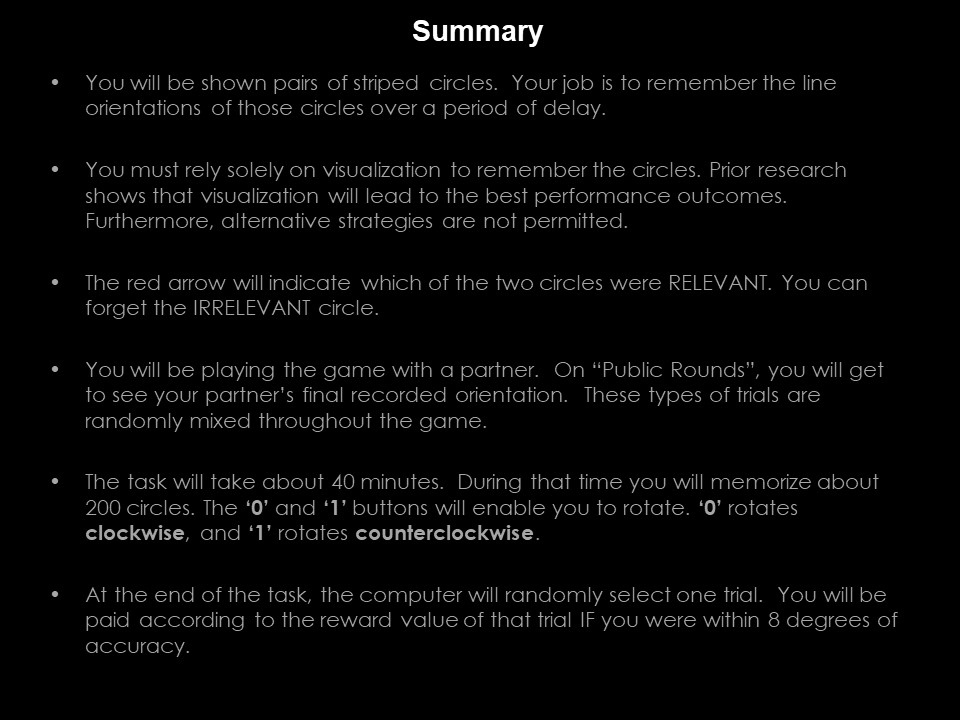 Summary
• You will be shown pairs of striped circles. Your job is to remember the line
orientations of those circles over a period of delay.
• You must rely solely on visualization to remember the circles. Prior research
shows that visualization will lead to the best performance outcomes.
Furthermore, alternative strategies are not permitted.
• The red arrow will indicate which of the two circles were RELEVANT. You can
forget the IRRELEVANT circle.
• You will be playing the game with a partner. On “Public Rounds”, you will get
to see your partner’s final recorded orientation. These types of trials are
randomly mixed throughout the game.
• The task will take about 40 minutes. During that time you will memorize about
200 circles. The ‘0’ and ‘1’ buttons will enable you to rotate. ‘0’ rotates
clockwise, and ‘1’ rotates counterclockwise.
• At the end of the task, the computer will randomly select one trial. You will be
paid according to the reward value of that trial IF you were within 8 degrees of
accuracy.